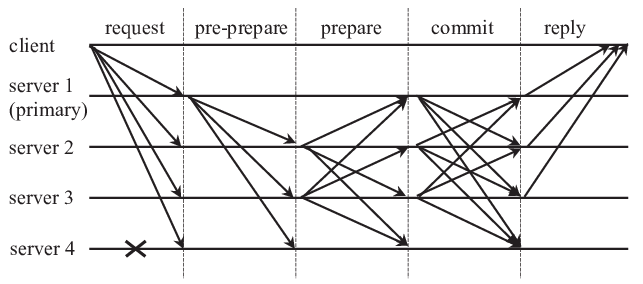 request pre-prepare prepare commit reply
client
server 1
(primary)
server 2
server 3
server 4